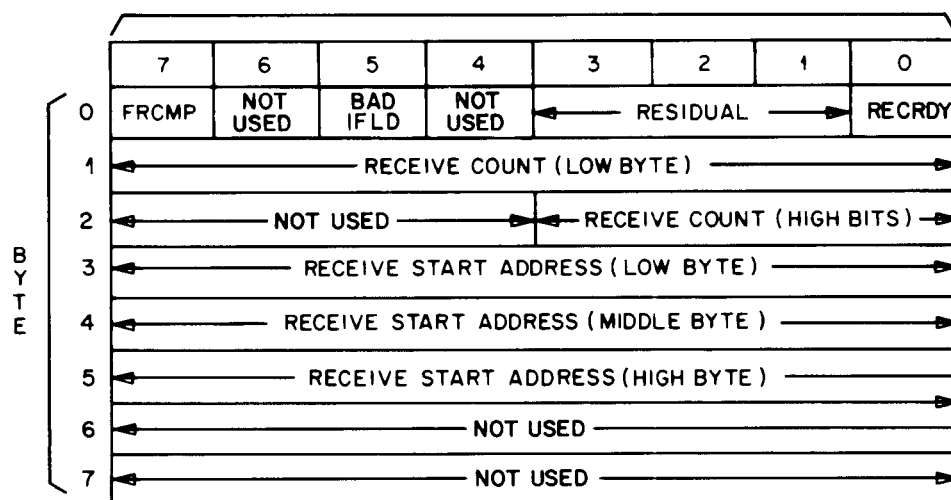 7 6 5 4 3 2 1 0
0 FRCMP NOT USED BAD IFLD NOT USED RESIDUAL RECRDY
1 RECEIVE COUNT (LOW BYTE)
2 NOT USED RECEIVE COUNT (HIGH BITS)
3 RECEIVE START ADDRESS (LOW BYTE)
4 RECEIVE START ADDRESS (MIDDLE BYTE)
5 RECEIVE START ADDRESS (HIGH BYTE)
6 NOT USED
7 NOT USED
BYTE